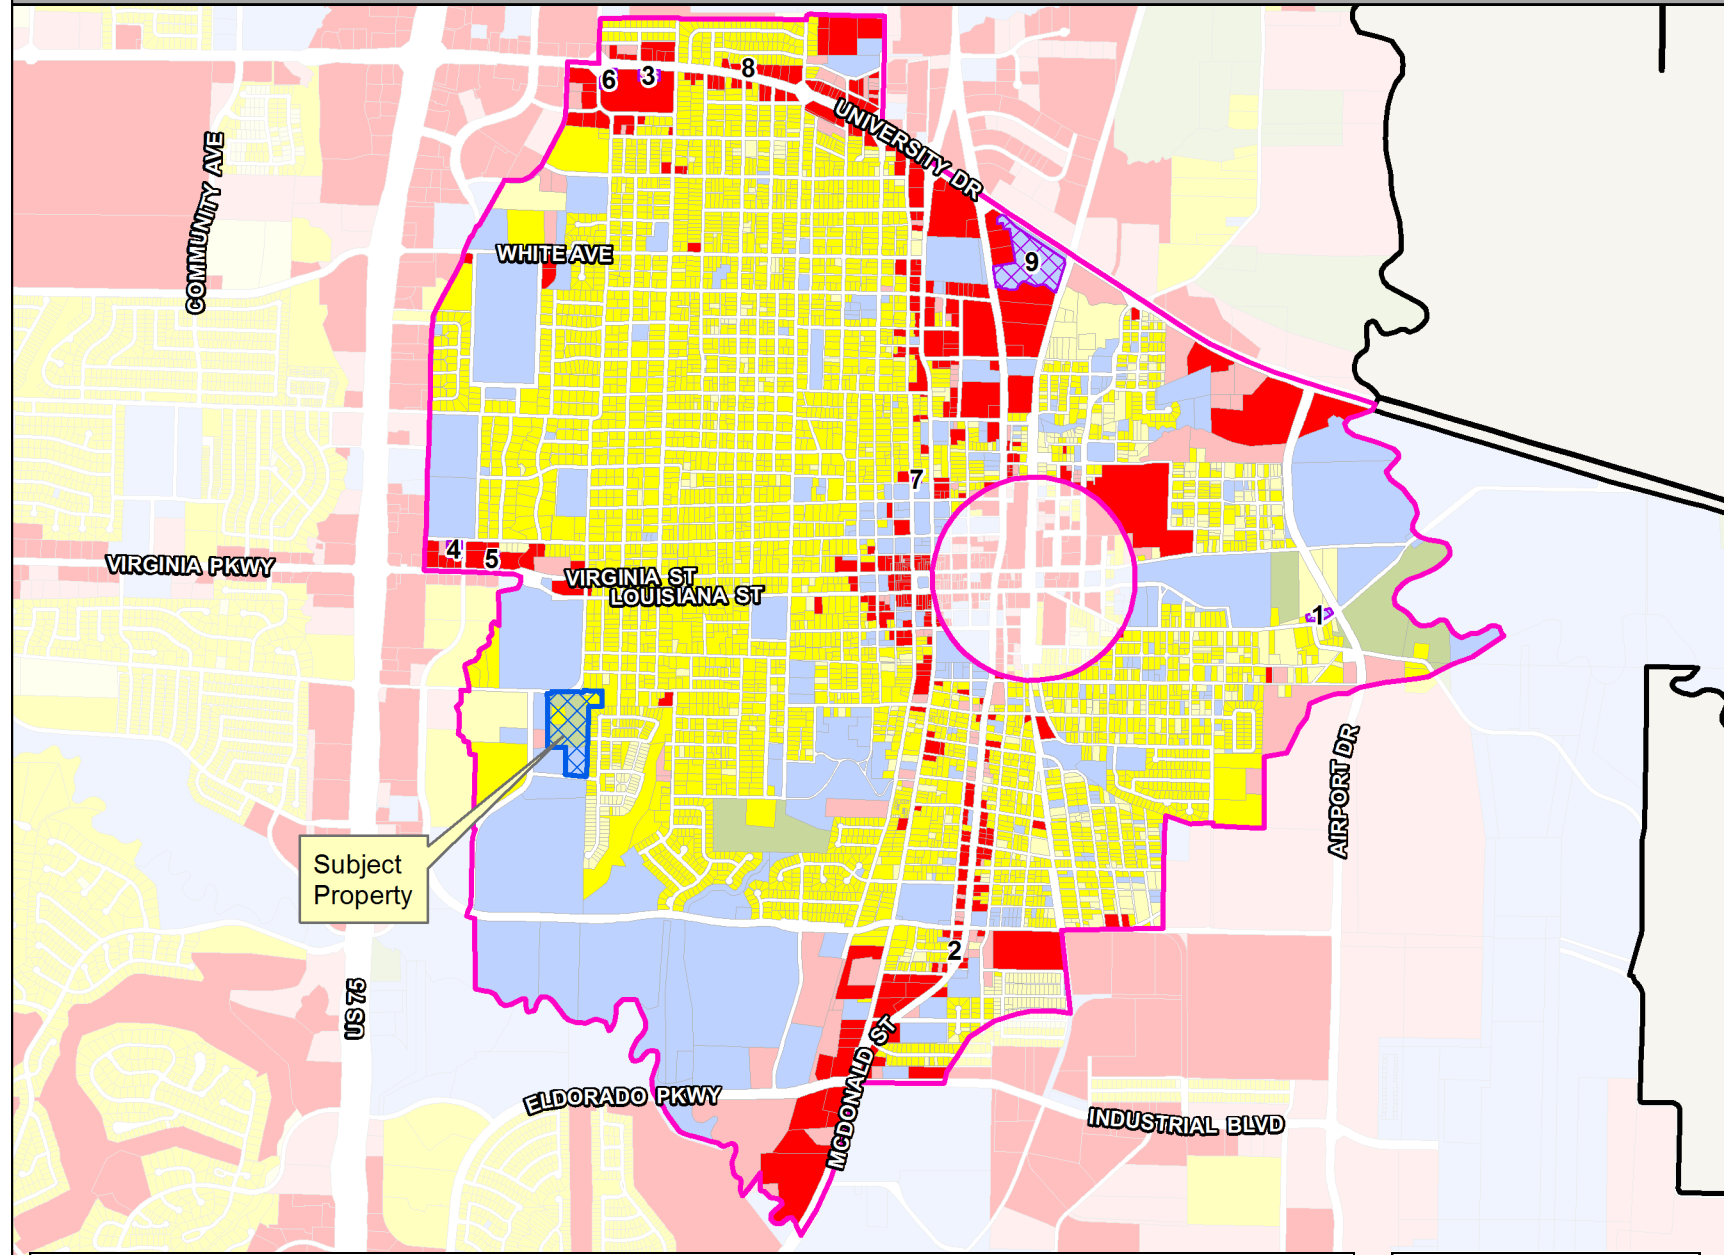 6
3
8
UNIVERSITY DR
COMMUNITY AVE
WHITE AVE
9
7
4
5
VIRGINIA PKWY
VIRGINIA ST
LOUISIANA ST
1
AIRPORT DR
Subject
Property
2
US 75
MCDONALD ST
ELDORADO PKWY
INDUSTRIAL BLVD